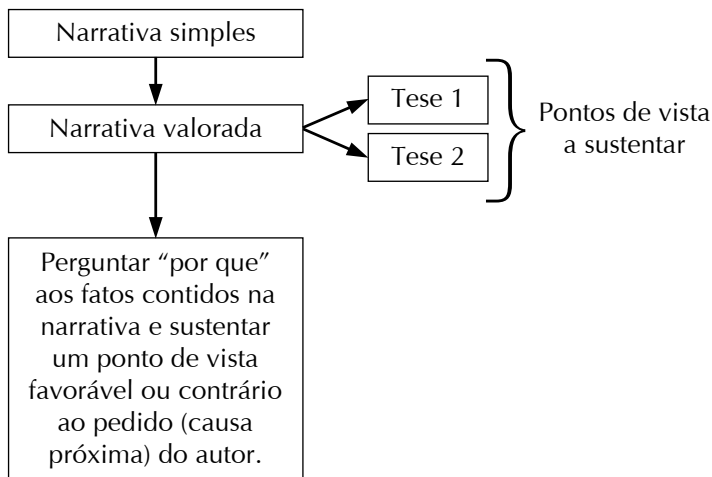 Narrativa simples
Narrativa valorada
Tese 1
Tese 2
Pontos de vista
a sustentar
Perguntar “por que”
aos fatos contidos na
narrativa e sustentar
um ponto de vista
favorável ou contrário
ao pedido (causa
próxima) do autor.